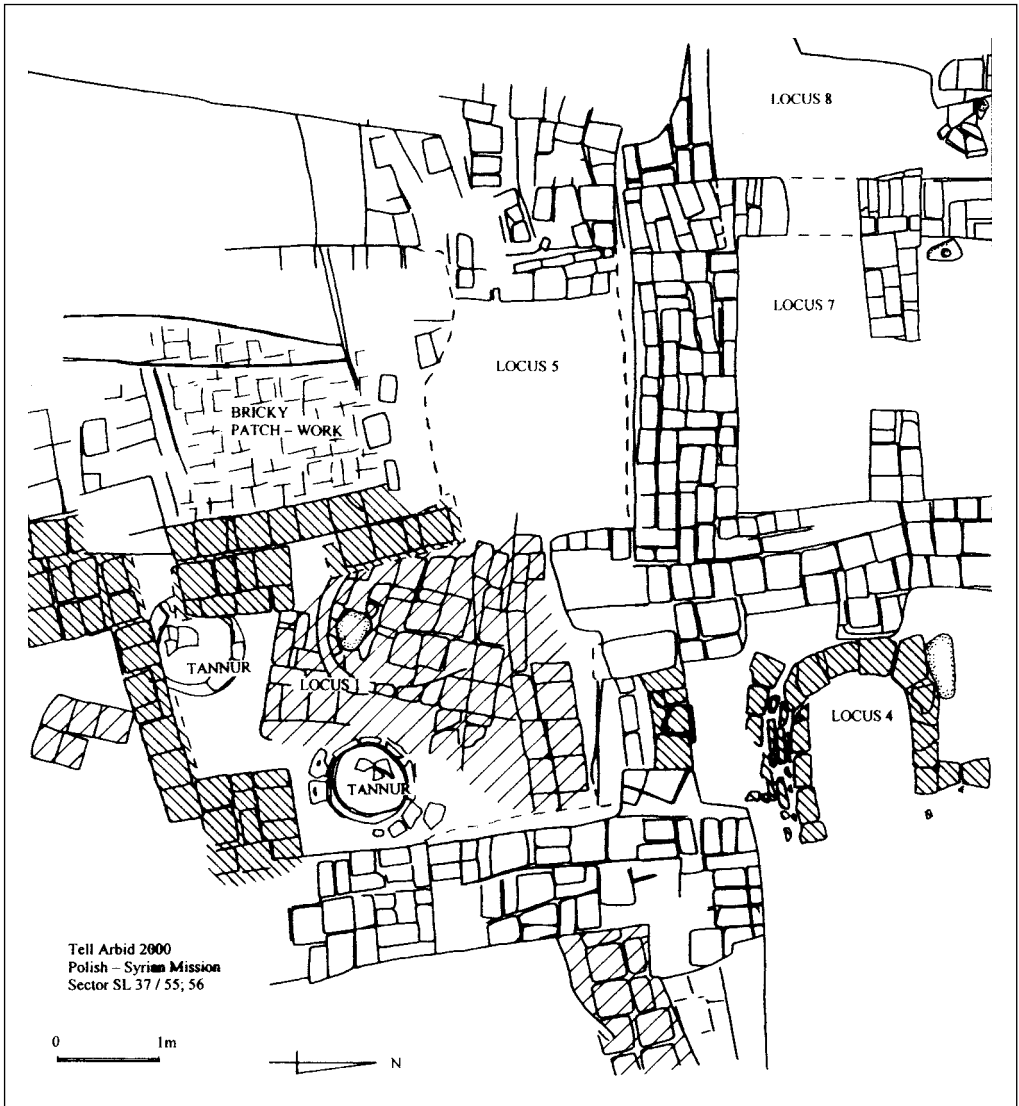 LOCUS 8
LOCUS 7
LOCUS 5
BRICKY
PATCH – WORK
TANNUR
LOCUS 1
LOCUS 4
TANNUR
Tell Arbid 2000
Polish – Syrian Mission
Sector SL 37 / 55; 56
0 1m
N